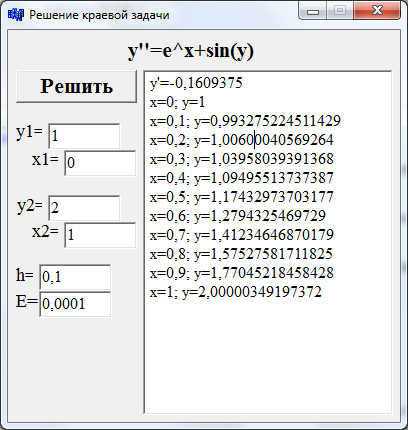 Решение краевой задачи
y''=e^x+sin(y)
Решить
y1= 1
x1= 0
y2= 2
x2= 1
h= 0,1
E= 0,0001
y'=-0,1609375
x=0; y=1
x=0,1; y=0,993275224511429
x=0,2; y=1,00600040569264
x=0,3; y=1,03958039391368
x=0,4; y=1,09495513737387
x=0,5; y=1,17432973703177
x=0,6; y=1,2794325469729
x=0,7; y=1,41234646870179
x=0,8; y=1,57527581711825
x=0,9; y=1,77045218458428
x=1; y=2,00000349197372